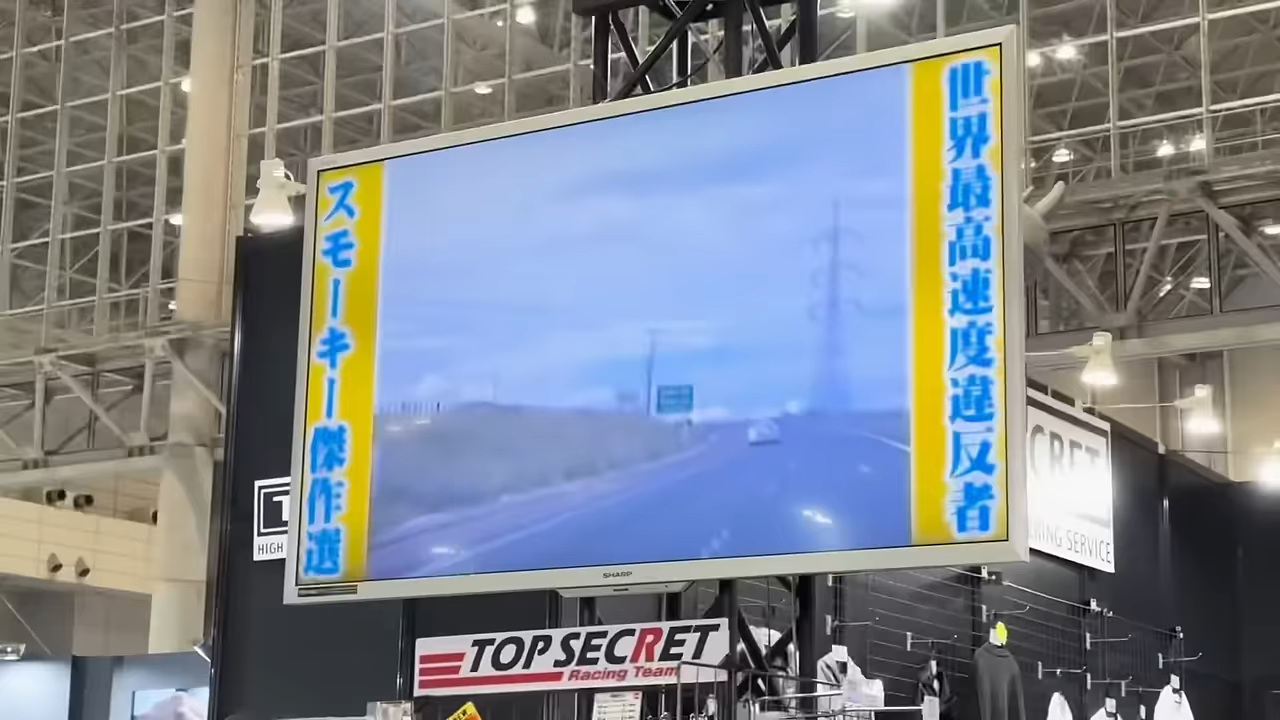 世界最高速度違反者
スモーキー傑作選
SHARP
T
HIGH
CRET
ERING SERVICE
TOP SECRET
Racing Team